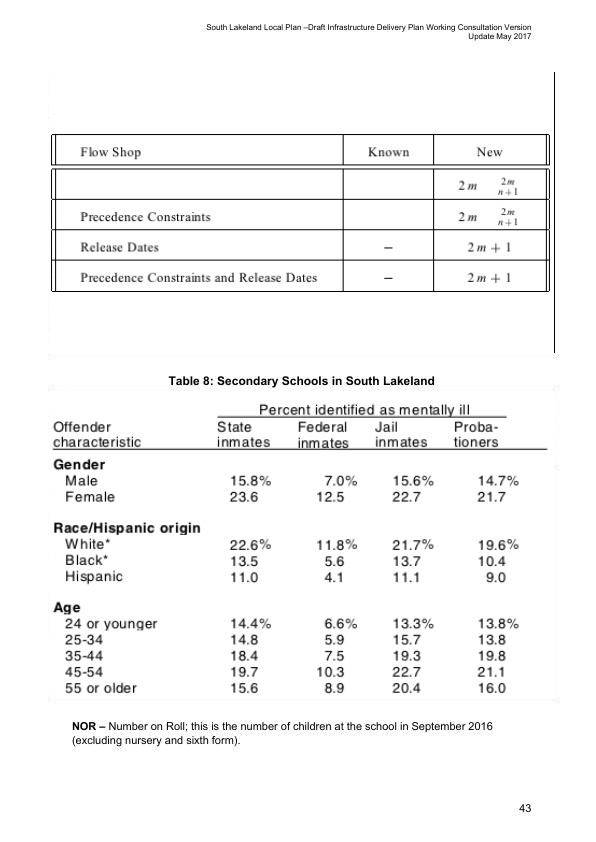 South Lakeland Local Plan –Draft Infrastructure Delivery Plan Working Consultation Version
Update May 2017
Flow Shop Known New
2m 2m/n+1
Precedence Constraints 2m 2m/n+1
Release Dates – 2m + 1
Precedence Constraints and Release Dates – 2m + 1
Table 8: Secondary Schools in South Lakeland
Percent identified as mentally ill
Offender State Federal Jail Proba-
characteristic inmates inmates inmates tioners
Gender
Male 15.8% 7.0% 15.6% 14.7%
Female 23.6 12.5 22.7 21.7
Race/Hispanic origin
White* 22.6% 11.8% 21.7% 19.6%
Black* 13.5 5.6 13.7 10.4
Hispanic 11.0 4.1 11.1 9.0
Age
24 or younger 14.4% 6.6% 13.3% 13.8%
25-34 14.8 5.9 15.7 13.8
35-44 18.4 7.5 19.3 19.8
45-54 19.7 10.3 22.7 21.1
55 or older 15.6 8.9 20.4 16.0
NOR – Number on Roll; this is the number of children at the school in September 2016
(excluding nursery and sixth form).
43